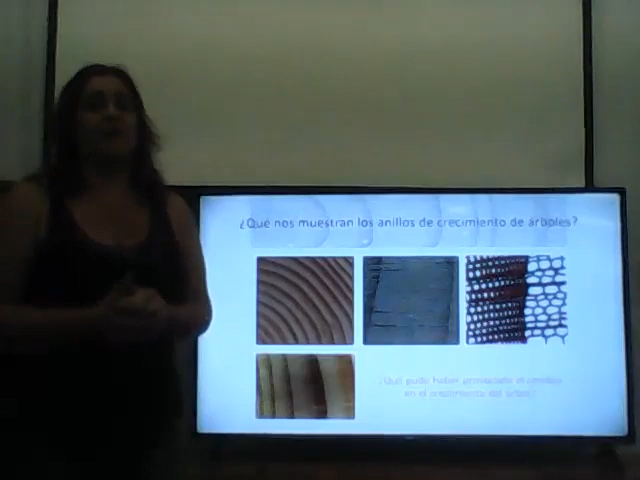 ¿Qué nos muestran los anillos de crecimiento de árboles?
¿Qué pudo haber provocado el cambio
en el crecimiento del árbol?